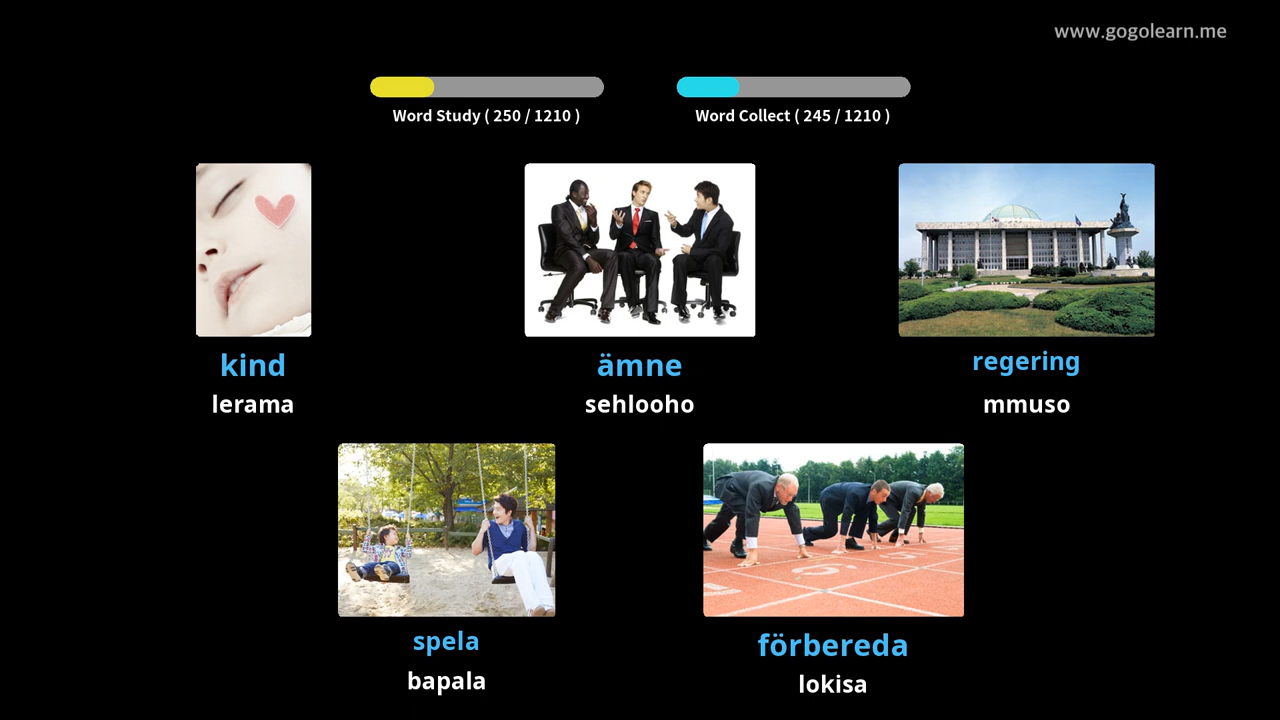 www.gogolearn.me
Word Study ( 250 / 1210 )
Word Collect ( 245 / 1210 )
kind
lerama
ämne
sehlooho
regering
mmuso
spela
bapala
förbereda
lokisa